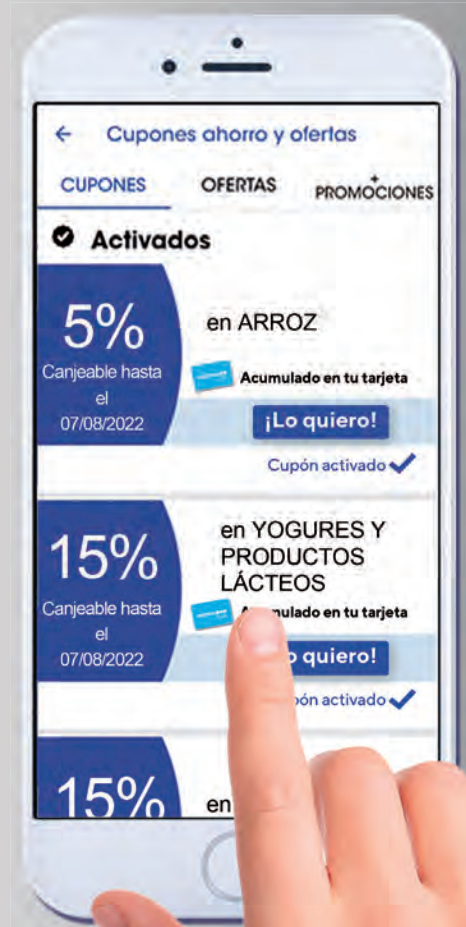 ← Cupones ahorro y ofertas
CUPONES OFERTAS + PROMOCIONES
Activados
5%
Canjeable hasta
el
07/08/2022
en ARROZ
Acumulado en tu tarjeta
¡Lo quiero!
Cupón activado
15%
Canjeable hasta
el
07/08/2022
en YOGURES Y
PRODUCTOS
LÁCTEOS
en tu tarjeta
quiero!
activado
15%
en